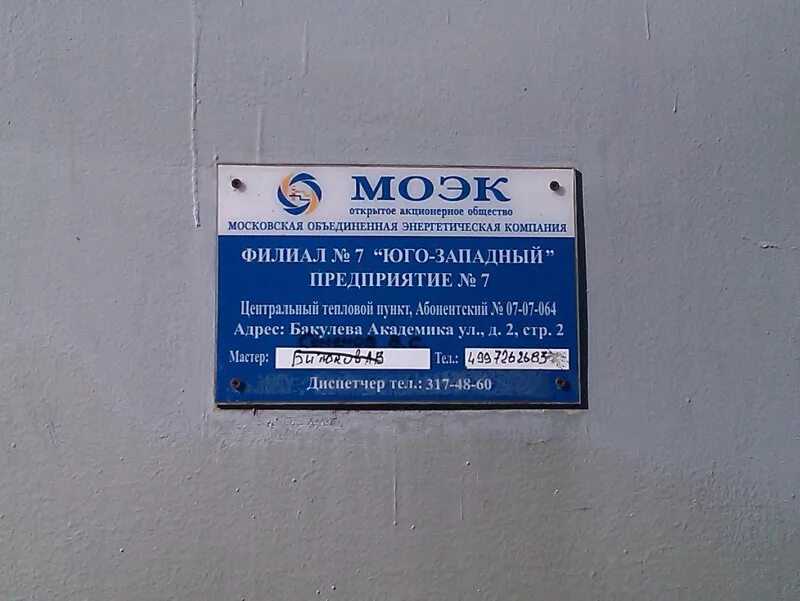 МОЭК
открытое акционерное общество
МОСКОВСКАЯ ОБЪЕДИНЕННАЯ ЭНЕРГЕТИЧЕСКАЯ КОМПАНИЯ
ФИЛИАЛ № 7 “ЮГО-ЗАПАДНЫЙ”
ПРЕДПРИЯТИЕ № 7
Центральный тепловой пункт, Абонентский № 07-07-064
Адрес: Бакулева Академика ул., д. 2, стр. 2
Мастер: Тел.:
Диспетчер тел.: 317-48-60